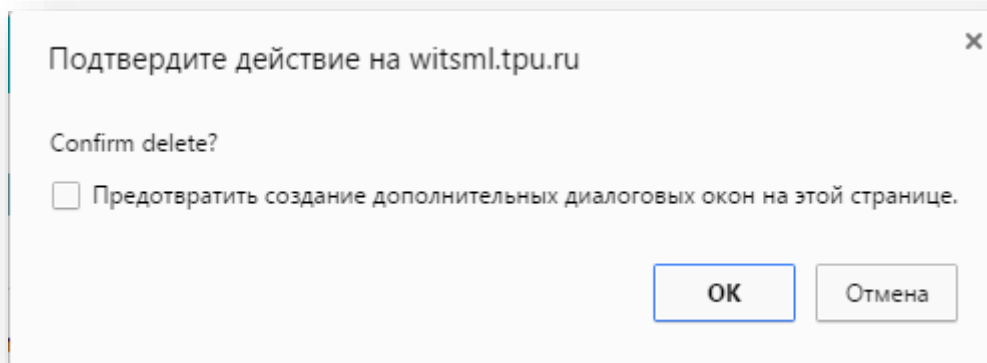 Подтвердите действие на witsml.tpu.ru
Confirm delete?
Предотвратить создание дополнительных диалоговых окон на этой странице.
OK
Отмена